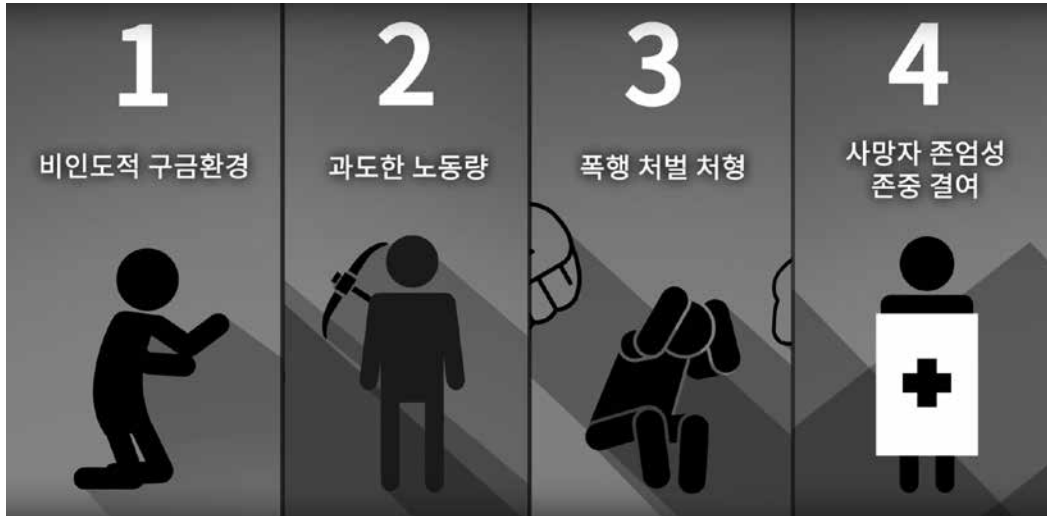 1
비인도적 구금환경
2
과도한 노동량
3
폭행 처벌 처형
4
사망자 존엄성
존중 결여